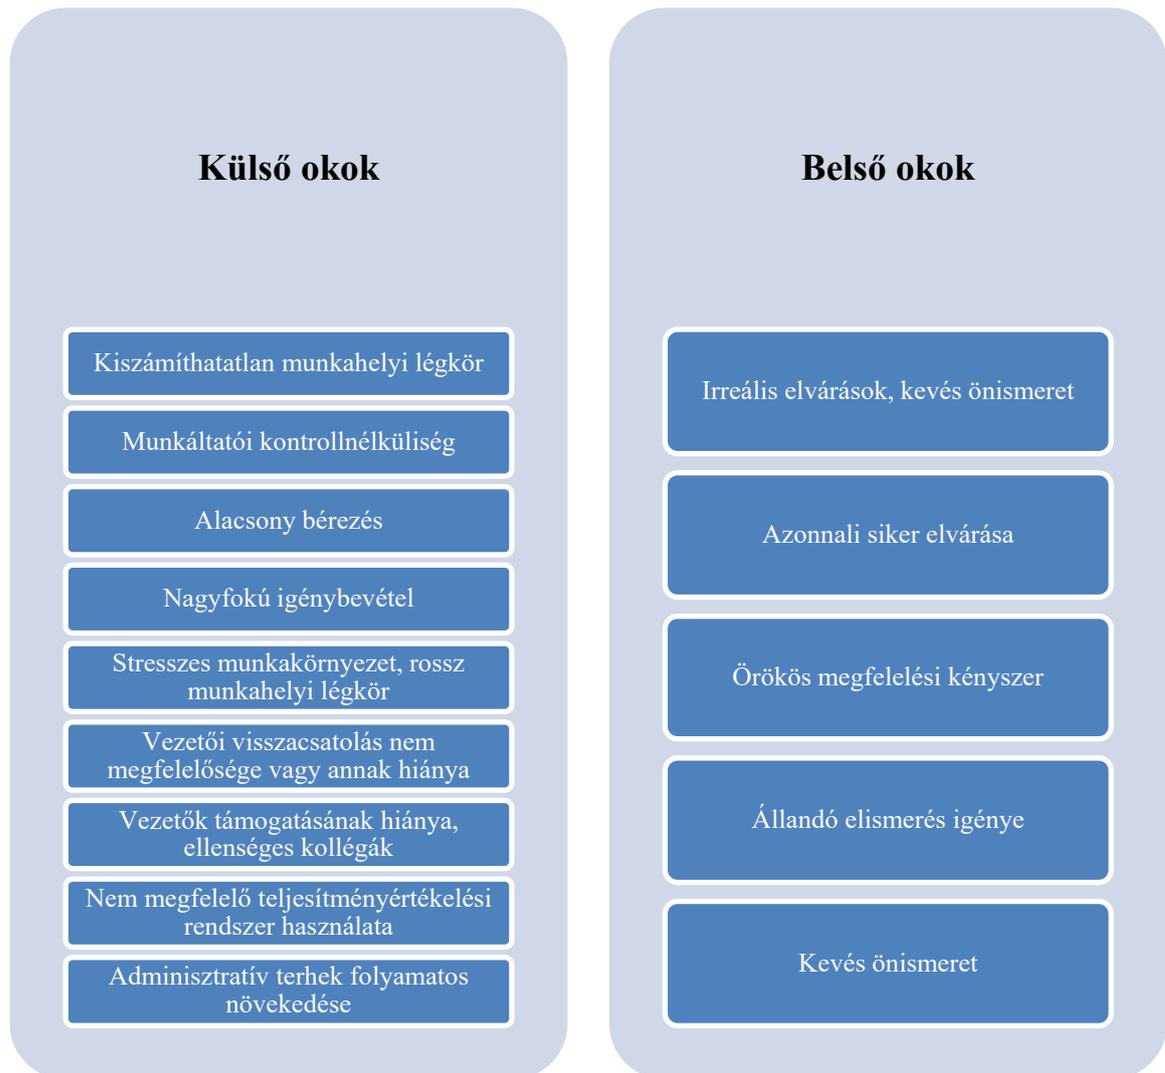 Külső okok
Kiszámíthatatlan munkahelyi légkör
Munkáltatói kontrollnélküliség
Alacsony bérezés
Nagyfokú igénybevétel
Stresszes munkakörnyezet, rossz
munkahelyi légkör
Vezetői visszacsatolás nem
megfelelősége vagy annak hiánya
Vezetők támogatásának hiánya,
ellenséges kollégák
Nem megfelelő teljesítményértékelési
rendszer használata
Adminisztratív terhek folyamatos
növekedése
Belső okok
Irreális elvárások, kevés önismeret
Azonnali siker elvárása
Örökös megfelelési kényszer
Állandó elismerés igénye
Kevés önismeret